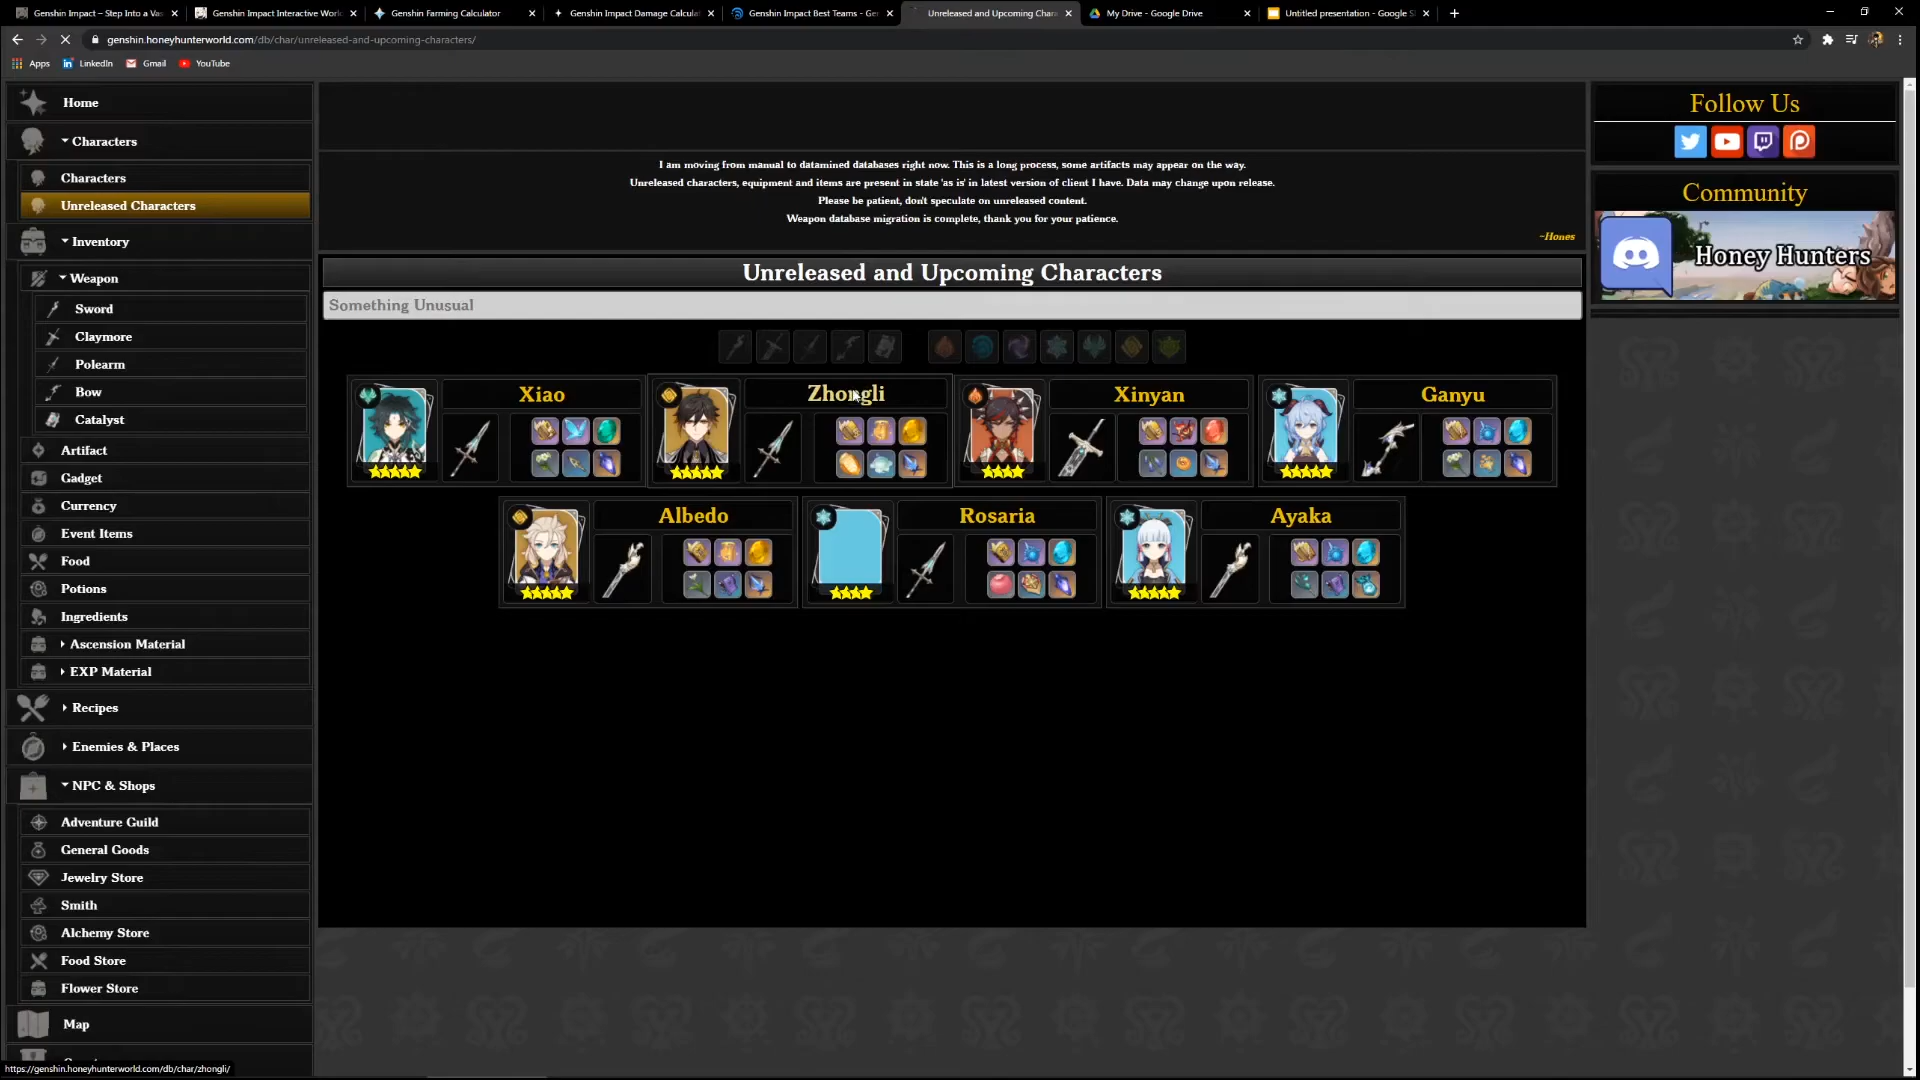 Genshin Impact – Step Into a Vas
Genshin Impact Interactive Worl
Genshin Farming Calculator
Genshin Impact Damage Calcula
Genshin Impact Best Teams - Ge
Unreleased and Upcoming Char
My Drive - Google Drive
Untitled presentation - Google S
genshin.honeyhunterworld.com/db/char/unreleased-and-upcoming-characters/
Apps
LinkedIn
Gmail
YouTube
Home
Characters
Characters
Unreleased Characters
Inventory
Weapon
Sword
Claymore
Polearm
Bow
Catalyst
Artifact
Gadget
Currency
Event Items
Food
Potions
Ingredients
Ascension Material
EXP Material
Recipes
Enemies & Places
NPC & Shops
Adventure Guild
General Goods
Jewelry Store
Smith
Alchemy Store
Food Store
Flower Store
Map
https://genshin.honeyhunterworld.com/db/char/zhongli/
I am moving from manual to datamined databases right now. This is a long process, some artifacts may appear on the way.
Unreleased characters, equipment and items are present in state 'as is' in latest version of client I have. Data may change upon release.
Please be patient, don't speculate on unreleased content.
Weapon database migration is complete, thank you for your patience.
~Hones
Unreleased and Upcoming Characters
Something Unusual
Xiao
Zhongli
Xinyan
Ganyu
Albedo
Rosaria
Ayaka
Follow Us
Community
Honey Hunters